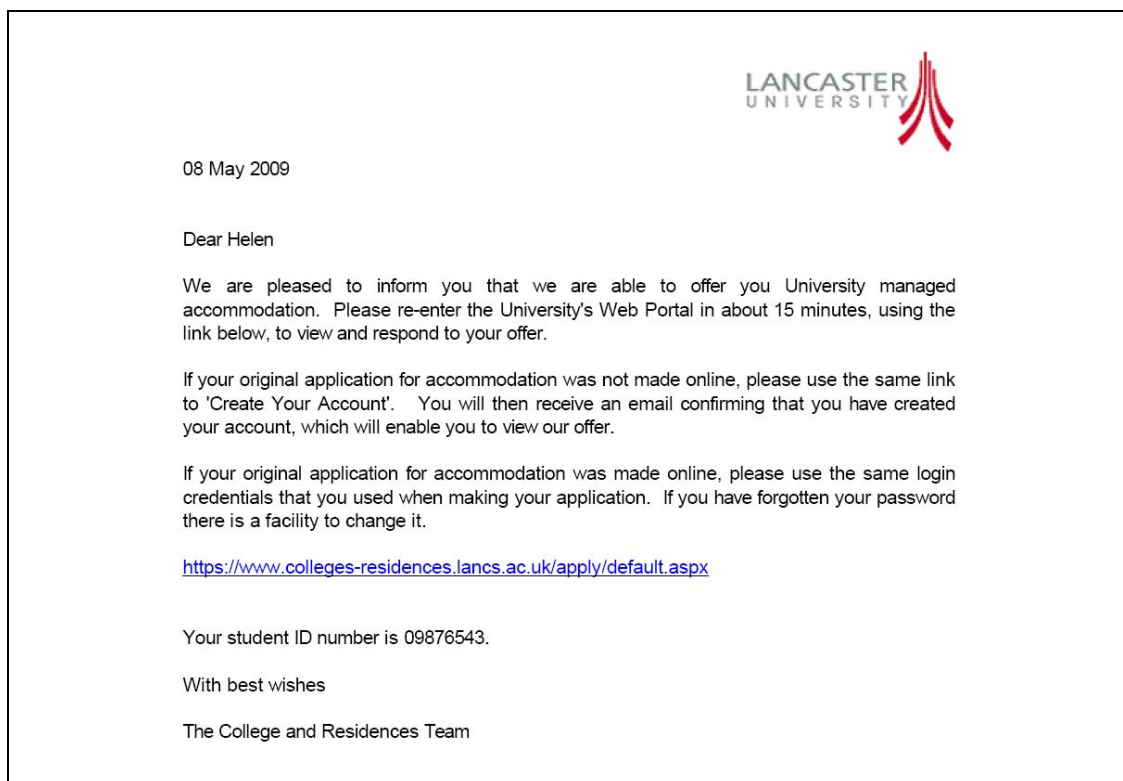 LANCASTER
UNIVERSITY
08 May 2009
Dear Helen
We are pleased to inform you that we are able to offer you University managed
accommodation. Please re-enter the University's Web Portal in about 15 minutes, using the
link below, to view and respond to your offer.
If your original application for accommodation was not made online, please use the same link
to 'Create Your Account'. You will then receive an email confirming that you have created
your account, which will enable you to view our offer.
If your original application for accommodation was made online, please use the same login
credentials that you used when making your application. If you have forgotten your password
there is a facility to change it.
https://www.colleges-residences.lancs.ac.uk/apply/default.aspx
Your student ID number is 09876543.
With best wishes
The College and Residences Team